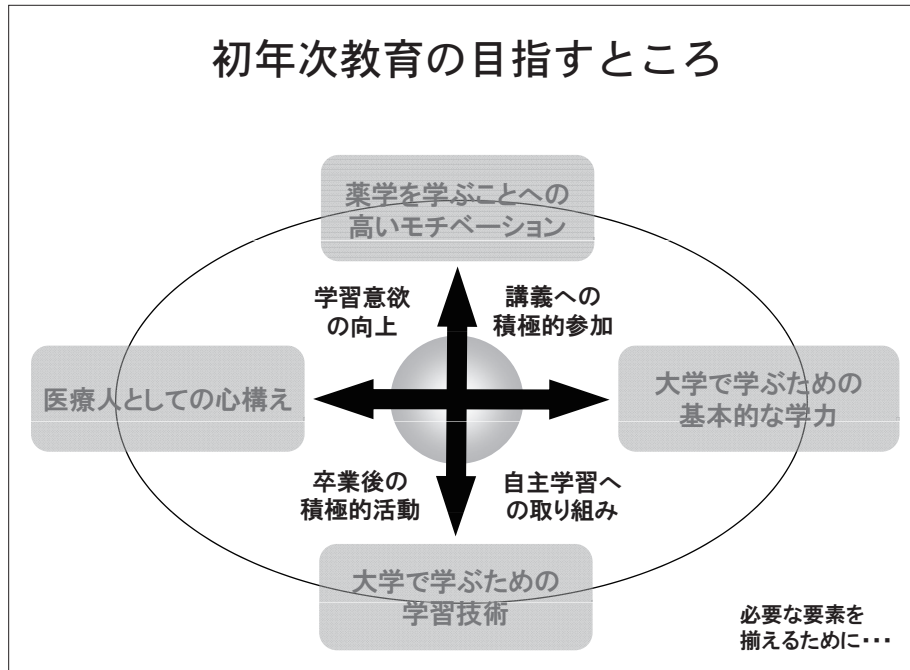 初年次教育の目指すところ
薬学を学ぶことへの
高いモチベーション
学習意欲
の向上
講義への
積極的参加
医療人としての心構え
大学で学ぶための
基本的な学力
卒業後の
積極的活動
自主学習へ
の取り組み
大学で学ぶための
学習技術
必要な要素を
揃えるために･･･